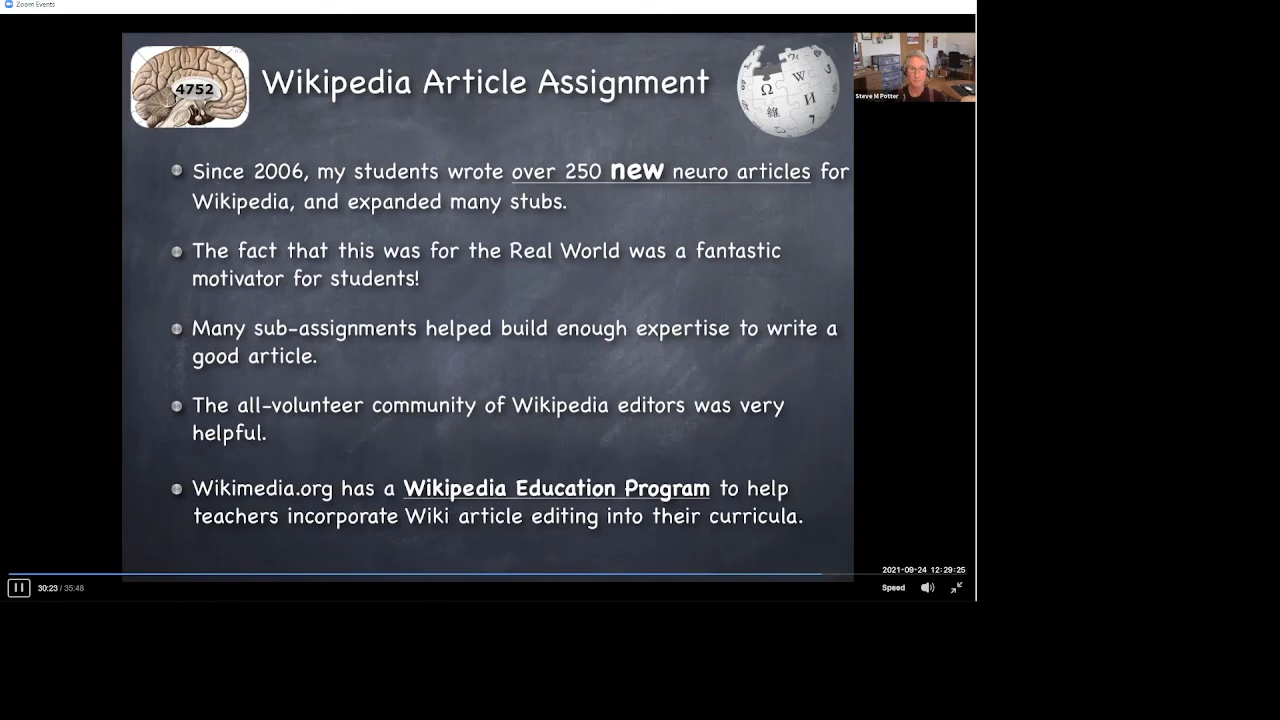 Zoom Events
4752
Wikipedia Article Assignment
Ω
W
И
維
Steve M Potter
Since 2006, my students wrote over 250 new neuro articles for
Wikipedia, and expanded many stubs.
The fact that this was for the Real World was a fantastic
motivator for students!
Many sub-assignments helped build enough expertise to write a
good article.
The all-volunteer community of Wikipedia editors was very
helpful.
Wikimedia.org has a Wikipedia Education Program to help
teachers incorporate Wiki article editing into their curricula.
2021-09-24 12:29:25
30:23 / 35:48
Speed